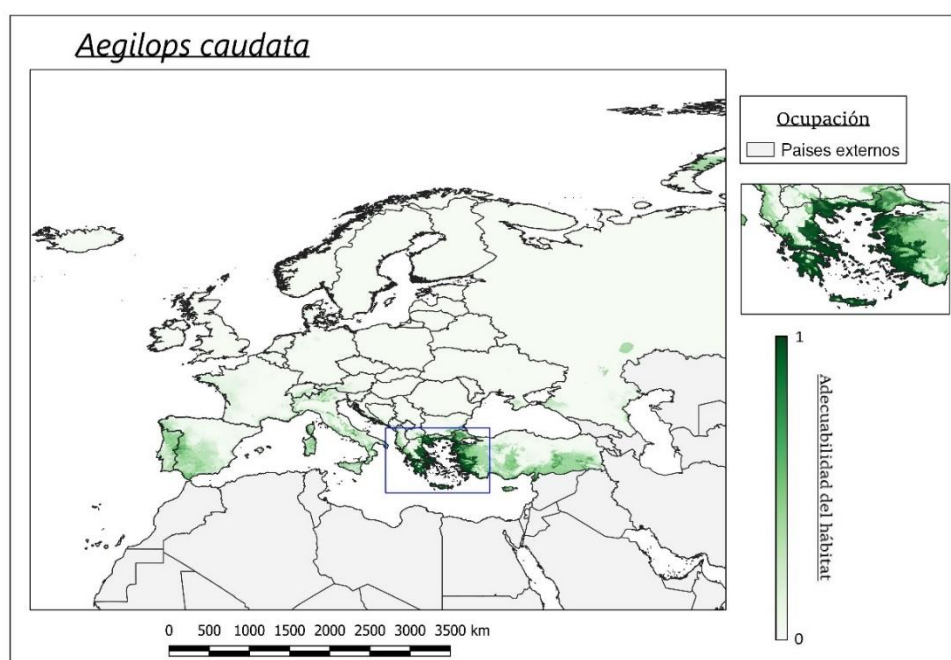 Aegilops caudata
Ocupación
Paises externos
1
Adecuabilidad del hábitat
0
0 500 1000 1500 2000 2500 3000 3500 km